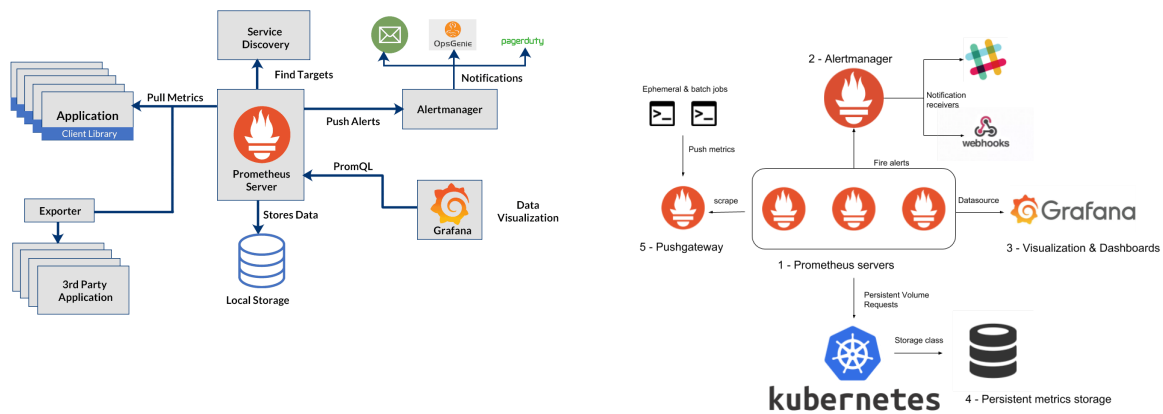 Service
Discovery
OpsGenie
pagerduty
Find Targets
Notifications
Pull Metrics
Application
Client Library
Push Alerts
Alertmanager
Prometheus
Server
PromQL
Exporter
Stores Data
Grafana
Data
Visualization
3rd Party
Application
Local Storage
2 - Alertmanager
Ephemeral & batch jobs
>_
>_
Notification
receivers
webhooks
Push metrics
Fire alerts
scrape
Datasource
Grafana
5 - Pushgateway
3 - Visualization & Dashboards
1 - Prometheus servers
Persistent Volume
Requests
Storage class
kubernetes
4 - Persistent metrics storage